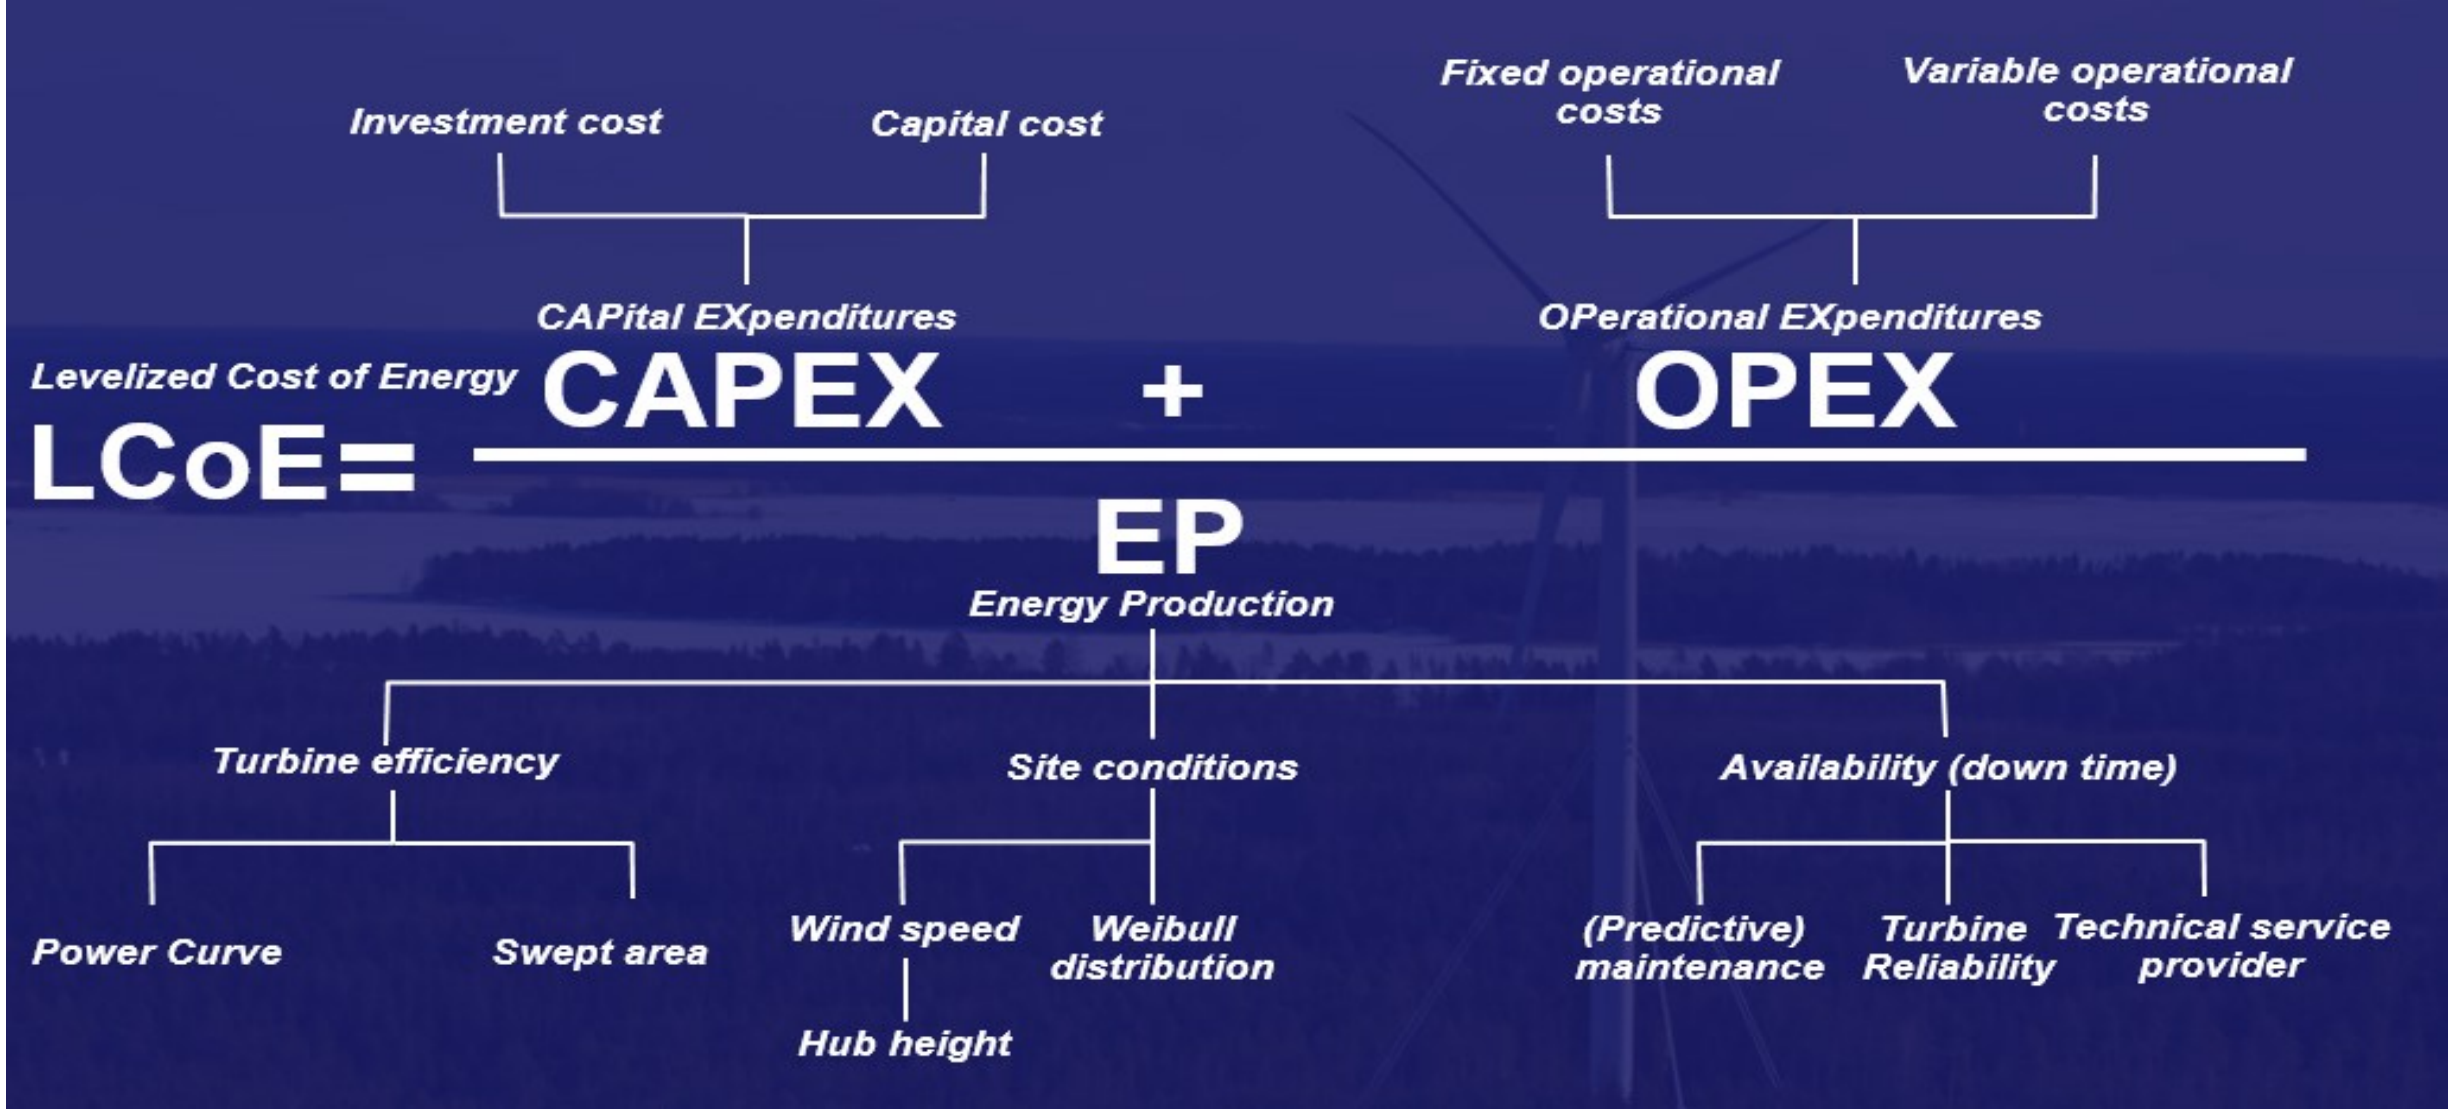 Fixed operational
costs
Variable operational
costs
Investment cost
Capital cost
CAPital EXpenditures
OPerational EXpenditures
Levelized Cost of Energy
CAPEX + OPEX
LCoE=
EP
Energy Production
Turbine efficiency
Site conditions
Availability (down time)
Power Curve
Swept area
Wind speed
Hub height
Weibull
distribution
(Predictive)
maintenance
Turbine
Reliability
Technical service
provider